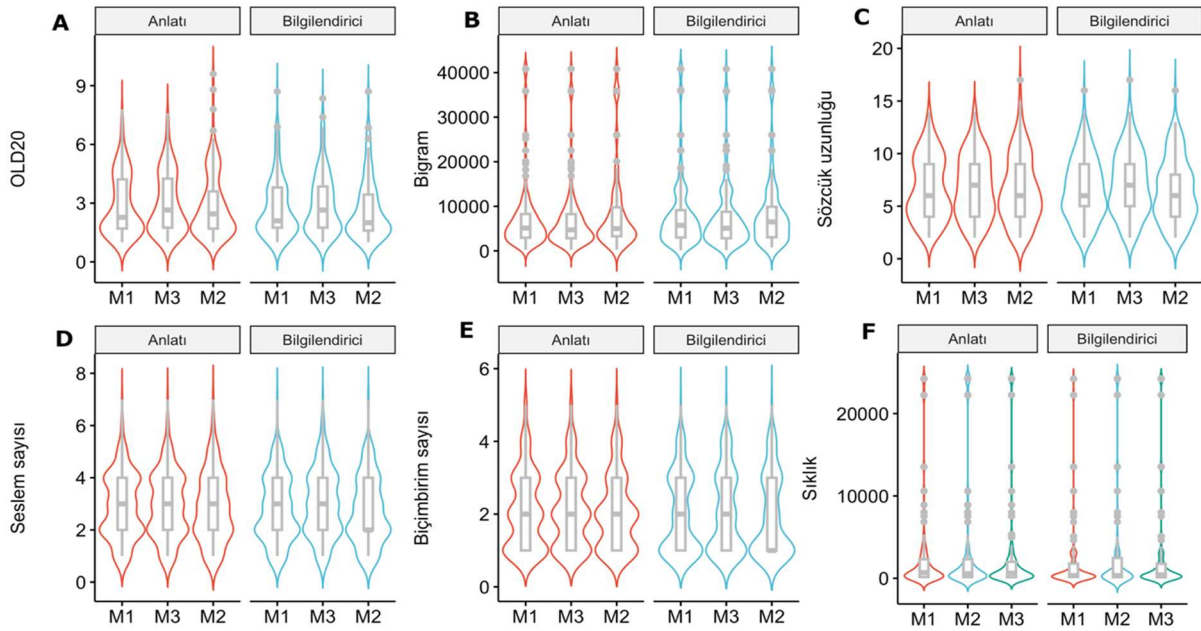 A
Anlatı Bilgilendirici
OLD20
9
6
3
0
M1 M3 M2 M1 M3 M2
B
Anlatı Bilgilendirici
Bigram
40000
30000
20000
10000
0
M1 M3 M2 M1 M3 M2
C
Anlatı Bilgilendirici
Sözcük uzunluğu
20
15
10
5
0
M1 M3 M2 M1 M3 M2
D
Anlatı Bilgilendirici
Seslem sayısı
8
6
4
2
0
M1 M3 M2 M1 M3 M2
E
Anlatı Bilgilendirici
Biçimbirim sayısı
6
4
2
0
M1 M3 M2 M1 M3 M2
F
Anlatı Bilgilendirici
Sıklık
20000
10000
0
M1 M2 M3 M1 M2 M3